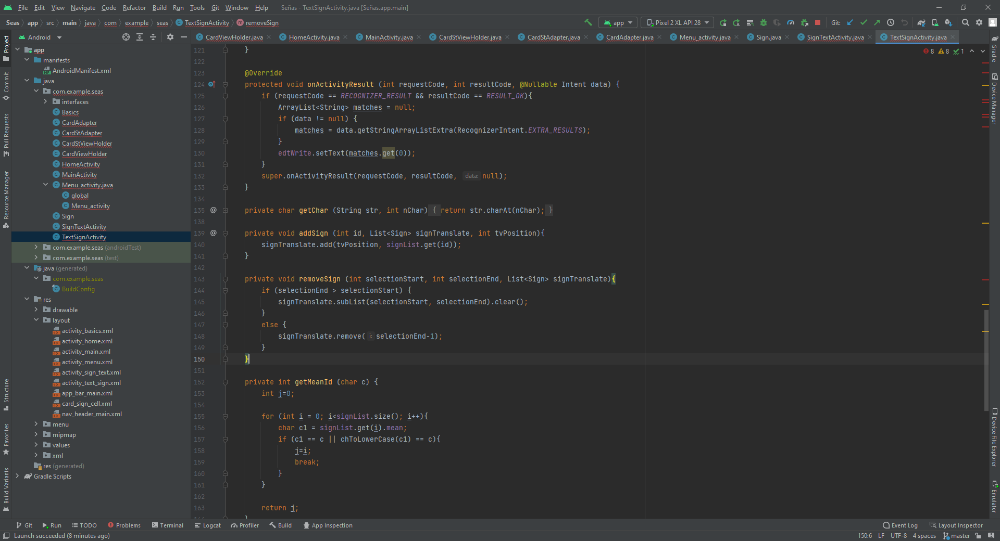 File Edit View Navigate Code Refactor Build Run Tools Git Window Help Señas - TextSignActivity.java [Señas.app.main]
Seas app src main java com example seas TextSignActivity removeSign app Pixel 2 XL API 28 Git:
Project Android CardViewHolder.java HomeActivity.java MainActivity.java CardStViewHolder.java CardStAdapter.java CardAdapter.java Menu_activity.java Sign.java SignTextActivity.java TextSignActivity.java
8 8 1
Commit
Pull Requests
Resource Manager
Structure
Favorites
Build Variants
app
manifests
AndroidManifest.xml
java
com.example.seas
interfaces
Basics
CardAdapter
CardStAdapter
CardStViewHolder
CardViewHolder
HomeActivity
MainActivity
Menu_activity.java
global
Menu_activity
Sign
SignTextActivity
TextSignActivity
com.example.seas (androidTest)
com.example.seas (test)
java (generated)
com.example.seas
BuildConfig
res
drawable
layout
activity_basics.xml
activity_home.xml
activity_main.xml
activity_menu.xml
activity_sign_text.xml
activity_text_sign.xml
app_bar_main.xml
card_sign_cell.xml
nav_header_main.xml
menu
mipmap
values
xml
res (generated)
Gradle Scripts
121 }
122
123 @Override
124 protected void onActivityResult (int requestCode, int resultCode, @Nullable Intent data) {
125 if (requestCode == RECOGNIZER_RESULT && resultCode == RESULT_OK){
126 ArrayList<String> matches = null;
127 if (data != null) {
128 matches = data.getStringArrayListExtra(RecognizerIntent.EXTRA_RESULTS);
129 }
130 edtWrite.setText(matches.get(0));
131 }
132 super.onActivityResult(requestCode, resultCode, data: null);
133 }
134
135 @ private char getChar (String str, int nChar) { return str.charAt(nChar); }
138
139 @ private void addSign (int id, List<Sign> signTranslate, int tvPosition){
140 signTranslate.add(tvPosition, signList.get(id));
141 }
142
143 private void removeSign (int selectionStart, int selectionEnd, List<Sign> signTranslate){
144 if (selectionEnd > selectionStart) {
145 signTranslate.subList(selectionStart, selectionEnd).clear();
146 }
147 else {
148 signTranslate.remove( i: selectionEnd-1);
149 }
150 }
151
152 private int getMeanId (char c) {
153 int j=0;
154
155 for (int i = 0; i<signList.size(); i++){
156 char c1 = signList.get(i).mean;
157 if (c1 == c || chToLowerCase(c1) == c){
158 j=i;
159 break;
160 }
161 }
162
163 return j;
}
Gradle
Device Manager
Device File Explorer
Emulator
Git Run TODO Problems Terminal Logcat Profiler Build App Inspection Event Log Layout Inspector
Launch succeeded (8 minutes ago) 150:6 LF UTF-8 4 spaces master